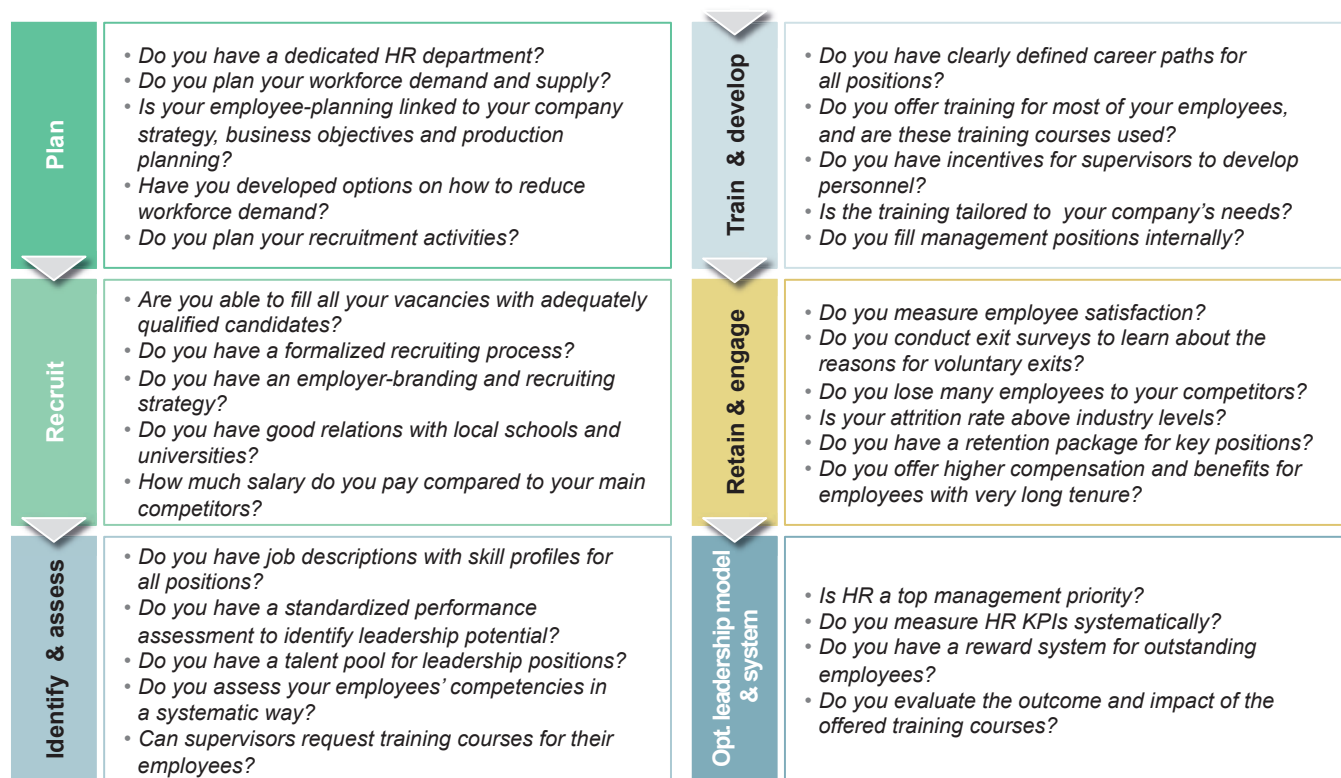 Plan
• Do you have a dedicated HR department?
• Do you plan your workforce demand and supply?
• Is your employee-planning linked to your company
strategy, business objectives and production
planning?
• Have you developed options on how to reduce
workforce demand?
• Do you plan your recruitment activities?
Recruit
• Are you able to fill all your vacancies with adequately
qualified candidates?
• Do you have a formalized recruiting process?
• Do you have an employer-branding and recruiting
strategy?
• Do you have good relations with local schools and
universities?
• How much salary do you pay compared to your main
competitors?
Identify & assess
• Do you have job descriptions with skill profiles for
all positions?
• Do you have a standardized performance
assessment to identify leadership potential?
• Do you have a talent pool for leadership positions?
• Do you assess your employees' competencies in
a systematic way?
• Can supervisors request training courses for their
employees?
Train & develop
• Do you have clearly defined career paths for
all positions?
• Do you offer training for most of your employees,
and are these training courses used?
• Do you have incentives for supervisors to develop
personnel?
• Is the training tailored to your company's needs?
• Do you fill management positions internally?
Retain & engage
• Do you measure employee satisfaction?
• Do you conduct exit surveys to learn about the
reasons for voluntary exits?
• Do you lose many employees to your competitors?
• Is your attrition rate above industry levels?
• Do you have a retention package for key positions?
• Do you offer higher compensation and benefits for
employees with very long tenure?
Opt. leadership model
& system
• Is HR a top management priority?
• Do you measure HR KPIs systematically?
• Do you have a reward system for outstanding
employees?
• Do you evaluate the outcome and impact of the
offered training courses?